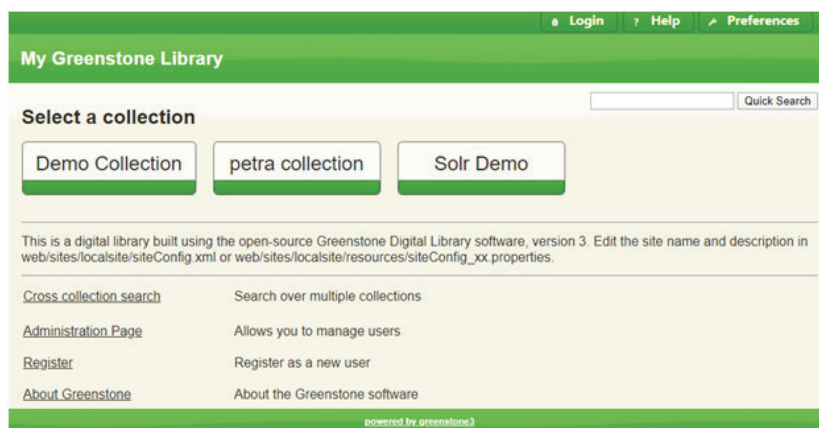 Login ? Help Preferences
My Greenstone Library
Quick Search
Select a collection
Demo Collection petra collection Solr Demo
This is a digital library built using the open-source Greenstone Digital Library software, version 3. Edit the site name and description in
web/sites/localsite/siteConfig.xml or web/sites/localsite/resources/siteConfig_xx.properties.
Cross collection search Search over multiple collections
Administration Page Allows you to manage users
Register Register as a new user
About Greenstone About the Greenstone software
powered by greenstone3